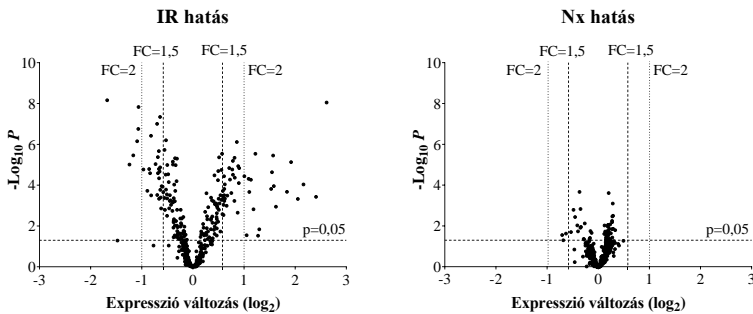 IR hatás
FC=1,5 FC=1,5
FC=2 FC=2
10
8
6
4
2
0
-Log10 P
p=0,05
-3 -2 -1 0 1 2 3
Expresszió változás (log2)
Nx hatás
FC=1,5 FC=1,5
FC=2 FC=2
10
8
6
4
2
0
-Log10 P
p=0,05
-3 -2 -1 0 1 2 3
Expresszió változás (log2)